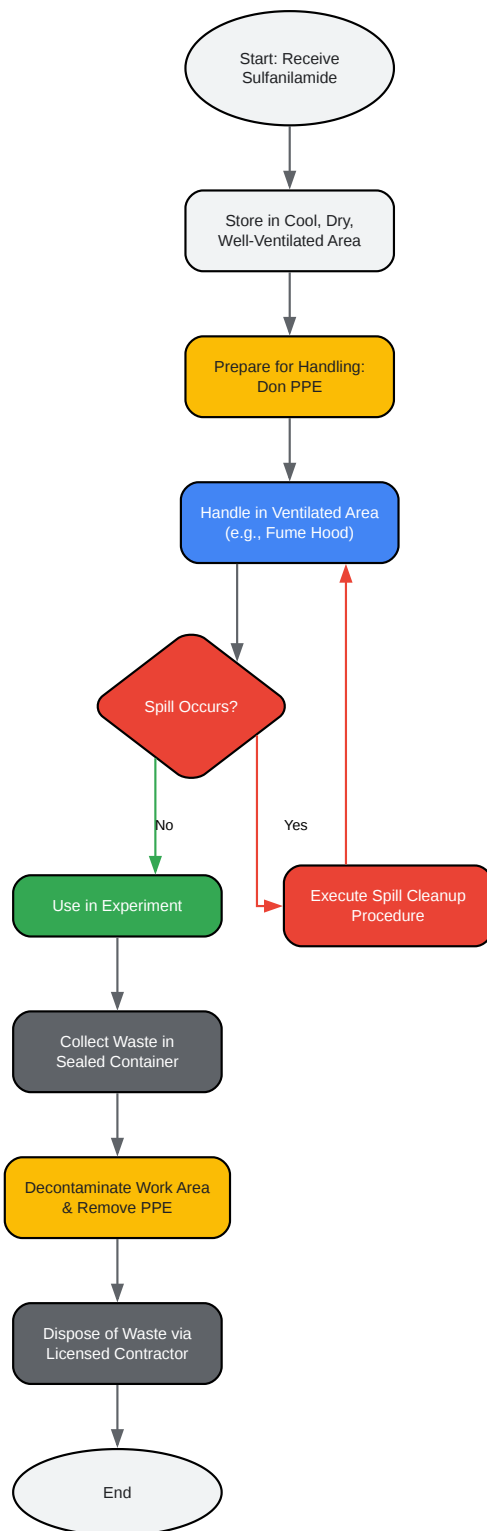 Start: Receive
Sulfanilamide
Store in Cool, Dry,
Well-Ventilated Area
Prepare for Handling:
Don PPE
Handle in Ventilated Area
(e.g., Fume Hood)
Spill Occurs?
No
Yes
Use in Experiment
Execute Spill Cleanup
Procedure
Collect Waste in
Sealed Container
Decontaminate Work Area
& Remove PPE
Dispose of Waste via
Licensed Contractor
End